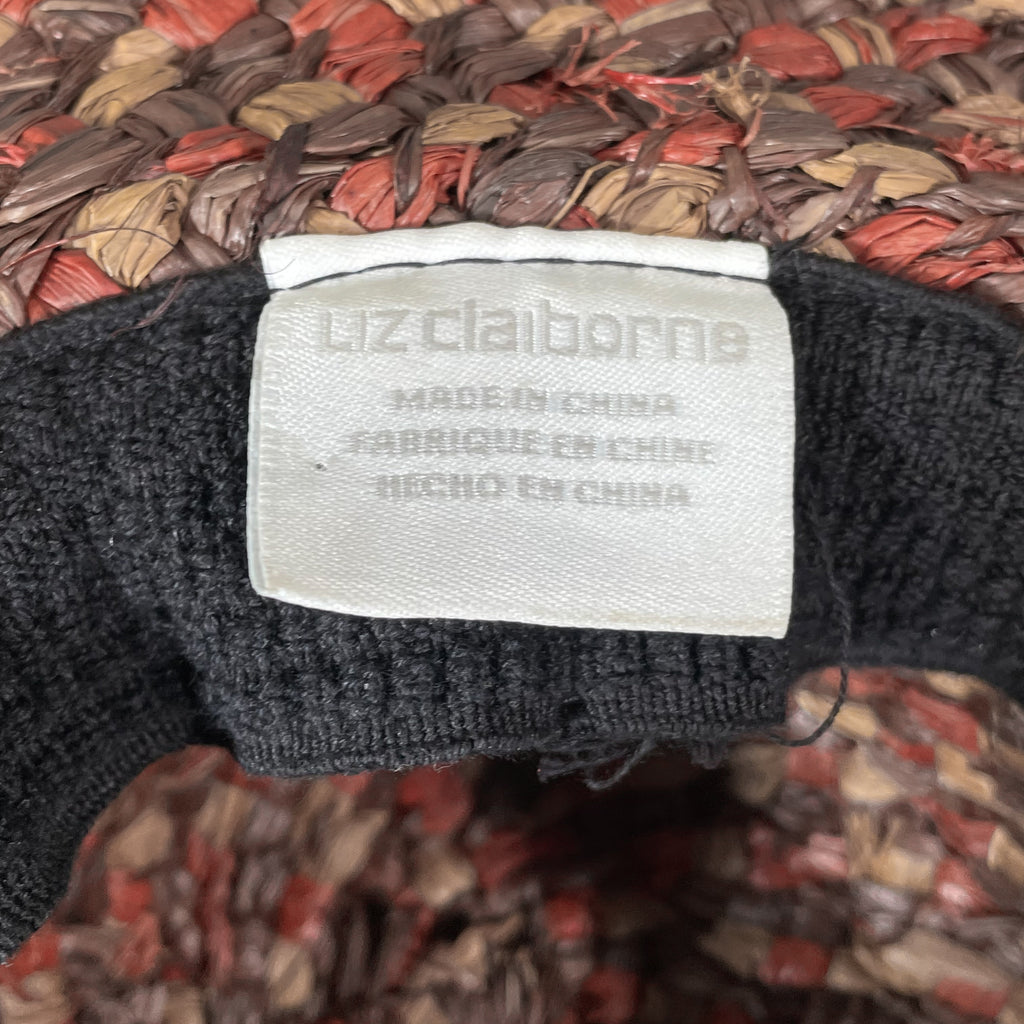 Liz claiborne
MADE IN CHINA
FABRIQUE EN CHINE
HECHO EN CHINA